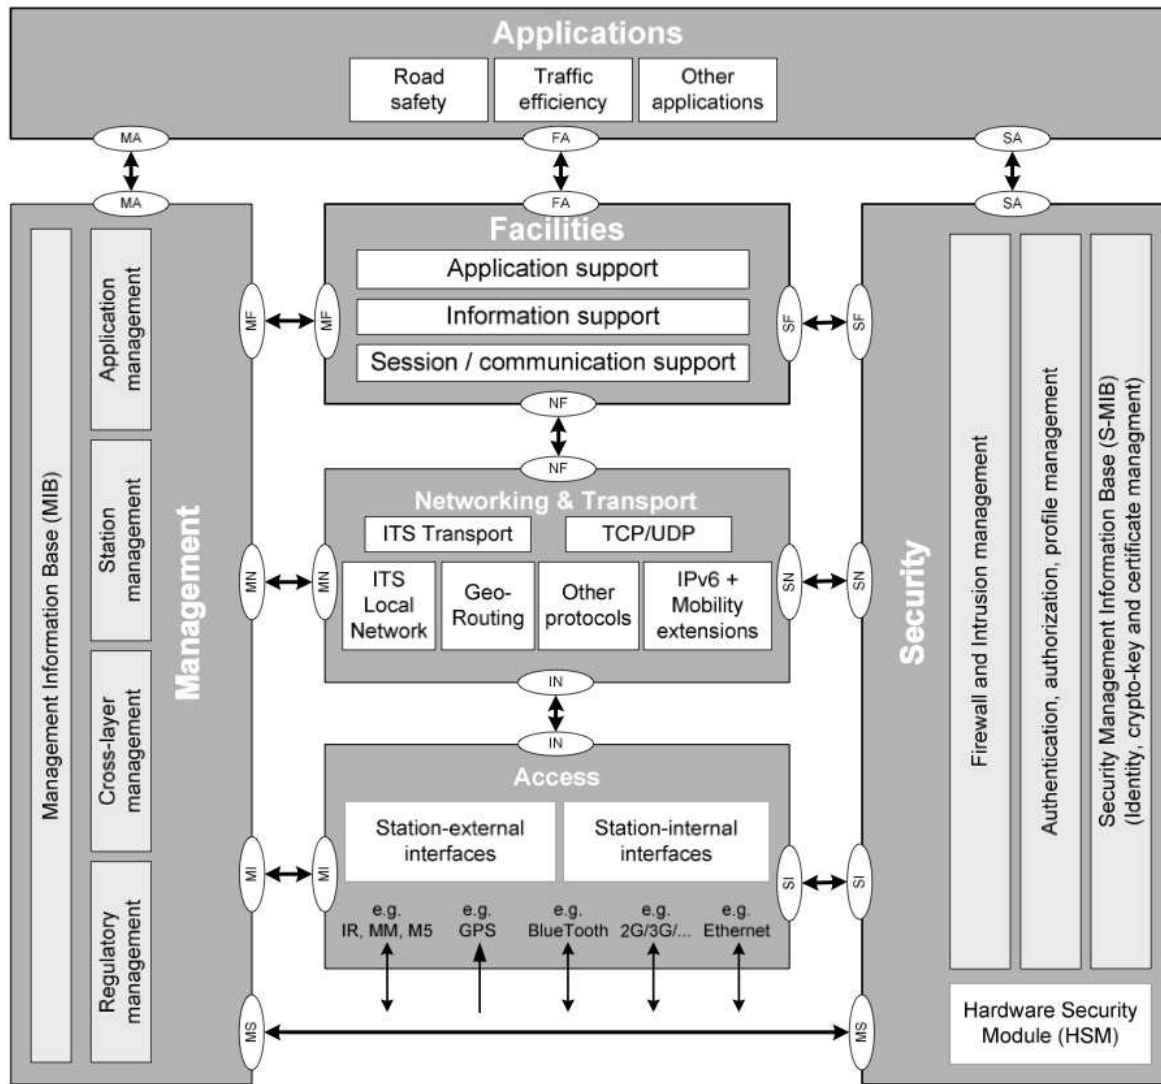 Applications
Road
safety
Traffic
efficiency
Other
applications
MA
FA
SA
MA
FA
SA
Management Information Base (MIB)
Application
management
Station
management
Cross-layer
management
Regulatory
management
Management
MF
MF
MN
MN
MI
MI
MS
Facilities
Application support
Information support
Session / communication support
NF
NF
Networking & Transport
ITS Transport
TCP/UDP
ITS
Local
Network
Geo-
Routing
Other
protocols
IPv6 +
Mobility
extensions
IN
IN
Access
Station-external
interfaces
Station-internal
interfaces
e.g.
IR, MM, M5
e.g.
GPS
e.g.
BlueTooth
e.g.
2G/3G/...
e.g.
Ethernet
SF
SF
SN
SN
SI
SI
MS
Security
Firewall and Intrusion management
Authentication, authorization, profile management
Security Management Information Base (S-MIB)
(Identity, crypto-key and certificate managment)
Hardware Security
Module (HSM)